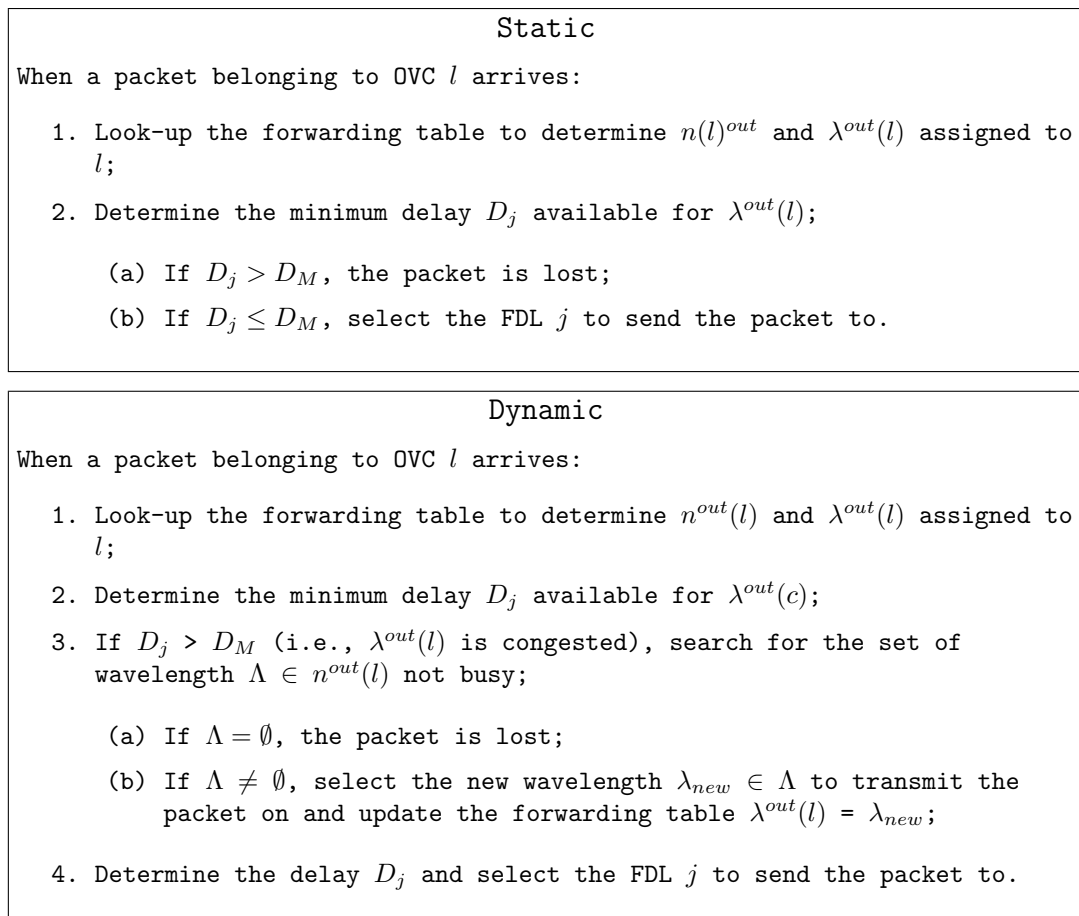 Static
When a packet belonging to OVC l arrives:
1. Look-up the forwarding table to determine n(l)^{out} and λ^{out}(l) assigned to
l;
2. Determine the minimum delay D_j available for λ^{out}(l);
(a) If D_j > D_M, the packet is lost;
(b) If D_j ≤ D_M, select the FDL j to send the packet to.
Dynamic
When a packet belonging to OVC l arrives:
1. Look-up the forwarding table to determine n^{out}(l) and λ^{out}(l) assigned to
l;
2. Determine the minimum delay D_j available for λ^{out}(c);
3. If D_j > D_M (i.e., λ^{out}(l) is congested), search for the set of
wavelength Λ ∈ n^{out}(l) not busy;
(a) If Λ = ∅, the packet is lost;
(b) If Λ ≠ ∅, select the new wavelength λ_{new} ∈ Λ to transmit the
packet on and update the forwarding table λ^{out}(l) = λ_{new};
4. Determine the delay D_j and select the FDL j to send the packet to.